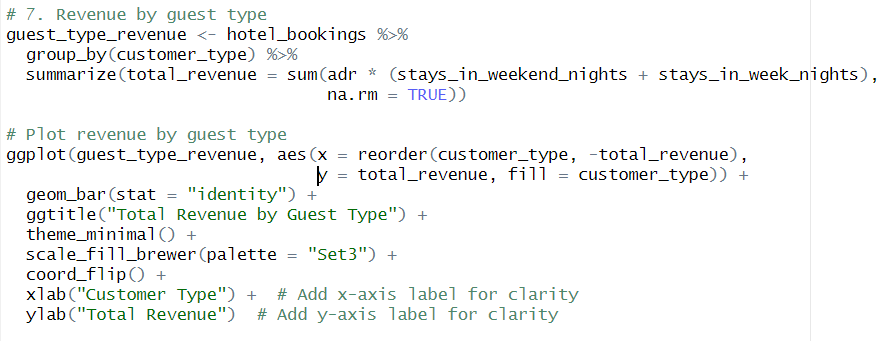 # 7. Revenue by guest type
guest_type_revenue <- hotel_bookings %>%
  group_by(customer_type) %>%
  summarize(total_revenue = sum(adr * (stays_in_weekend_nights + stays_in_week_nights),
                                na.rm = TRUE))

# Plot revenue by guest type
ggplot(guest_type_revenue, aes(x = reorder(customer_type, -total_revenue),
                               y = total_revenue, fill = customer_type)) +
  geom_bar(stat = "identity") +
  ggtitle("Total Revenue by Guest Type") +
  theme_minimal() +
  scale_fill_brewer(palette = "Set3") +
  coord_flip() +
  xlab("Customer Type") +  # Add x-axis label for clarity
  ylab("Total Revenue")  # Add y-axis label for clarity